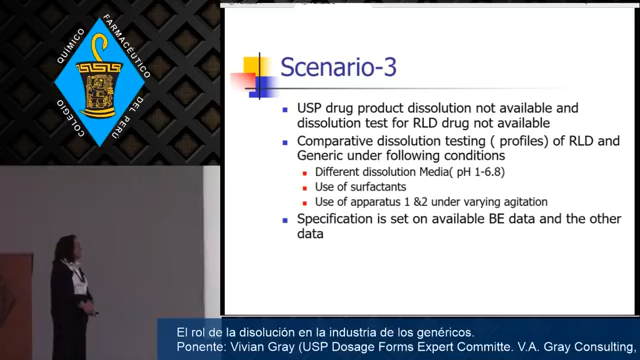 QUÍMICO
FARMACÉUTICO
COLEGIO
DEL PERU
Scenario-3
USP drug product dissolution not available and
dissolution test for RLD drug not available
Comparative dissolution testing ( profiles) of RLD and
Generic under following conditions
Different dissolution Media( pH 1-6.8)
Use of surfactants
Use of apparatus 1 &2 under varying agitation
Specification is set on available BE data and the other
data
El rol de la disolución en la industria de los genéricos.
Ponente: Vivian Gray (USP Dosage Forms Expert Committe. V.A. Gray Consulting,